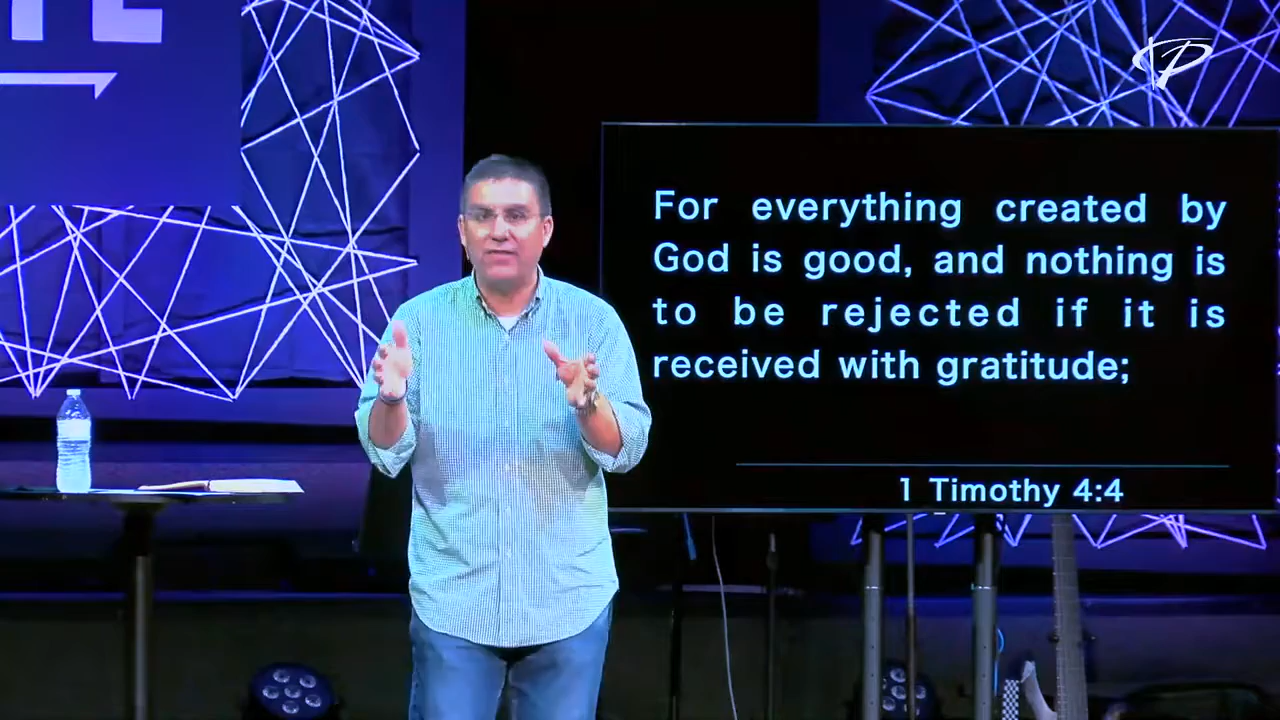 For everything created by
God is good, and nothing is
to be rejected if it is
received with gratitude;
1 Timothy 4:4